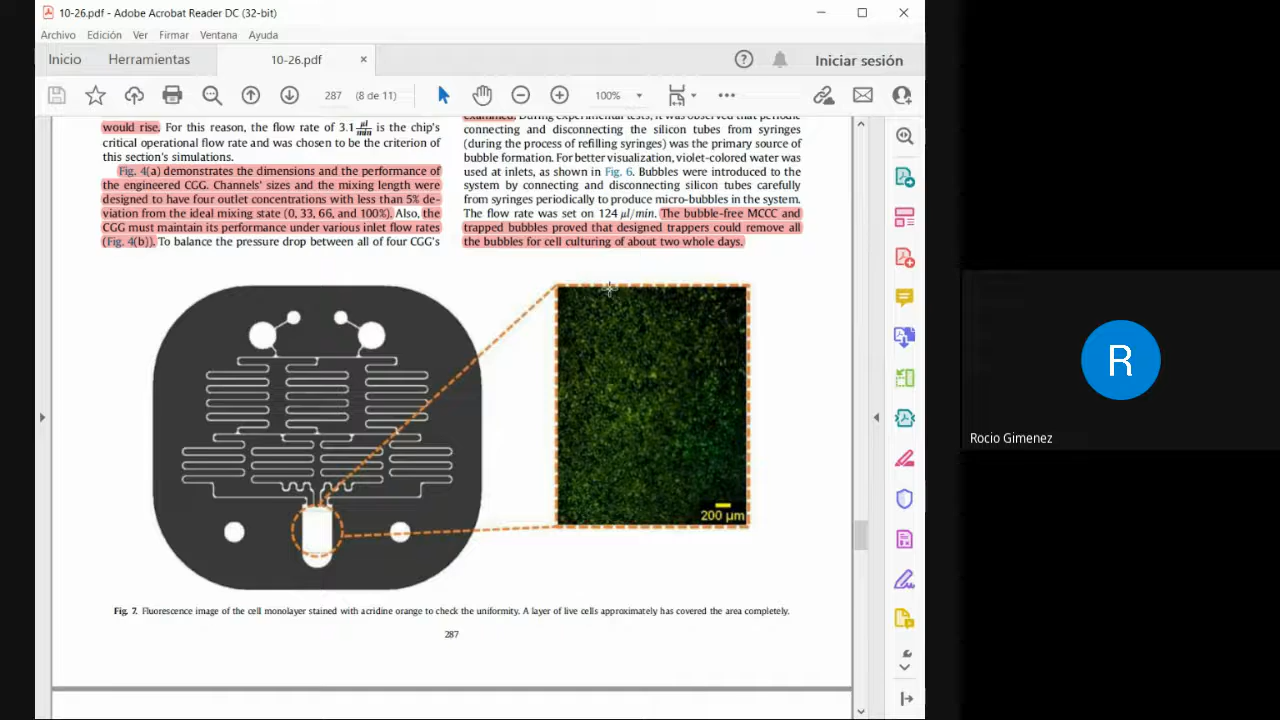 10-26.pdf - Adobe Acrobat Reader DC (32-bit)
Archivo Edición Ver Firmar Ventana Ayuda
Inicio Herramientas 10-26.pdf × Iniciar sesión
287 (8 de 11) 100%
would rise. For this reason, the flow rate of 3.1 μl/min is the chip's
critical operational flow rate and was chosen to be the criterion of
this section's simulations.
Fig. 4(a) demonstrates the dimensions and the performance of
the engineered CGG. Channels' sizes and the mixing length were
designed to have four outlet concentrations with less than 5% de-
viation from the ideal mixing state (0, 33, 66, and 100%). Also, the
CGG must maintain its performance under various inlet flow rates
(Fig. 4(b)). To balance the pressure drop between all of four CGG's
examined. During experimental tests, it was observed that periodic
connecting and disconnecting the silicon tubes from syringes
(during the process of refilling syringes) was the primary source of
bubble formation. For better visualization, violet-colored water was
used at inlets, as shown in Fig. 6. Bubbles were introduced to the
system by connecting and disconnecting silicon tubes carefully
from syringes periodically to produce micro-bubbles in the system.
The flow rate was set on 124 μl/min. The bubble-free MCCC and
trapped bubbles proved that designed trappers could remove all
the bubbles for cell culturing of about two whole days.
200 μm
Fig. 7. Fluorescence image of the cell monolayer stained with acridine orange to check the uniformity. A layer of live cells approximately has covered the area completely.
287
R
Rocio Gimenez